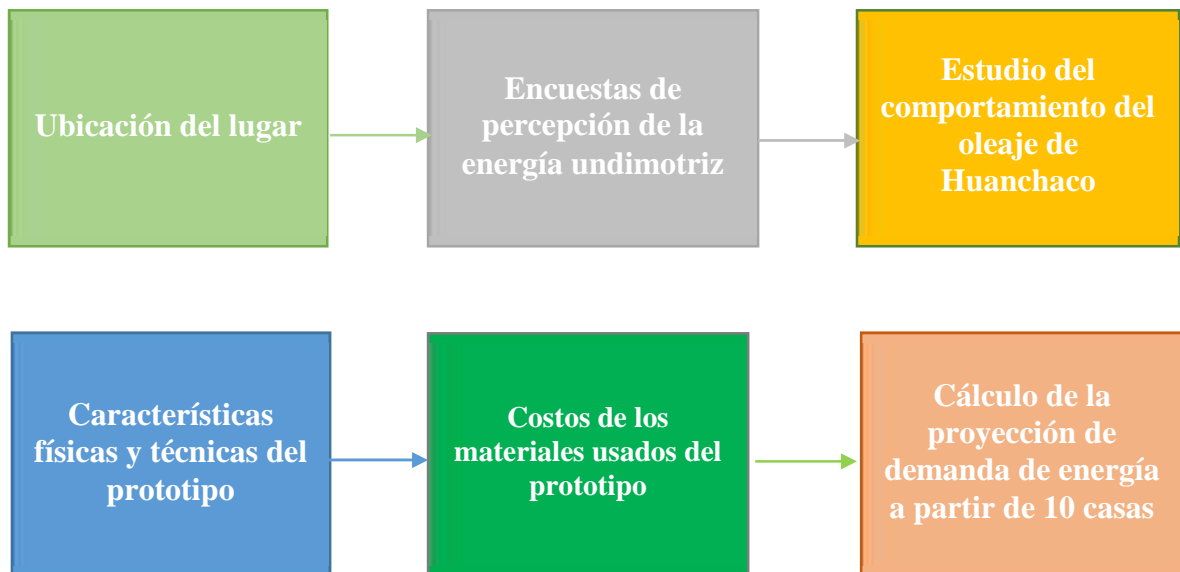 Ubicación del lugar
Encuestas de
percepción de la
energía undimotriz
Estudio del
comportamiento del
oleaje de
Huanchaco
Características
físicas y técnicas del
prototipo
Costos de los
materiales usados del
prototipo
Cálculo de la
proyección de
demanda de energía
a partir de 10 casas